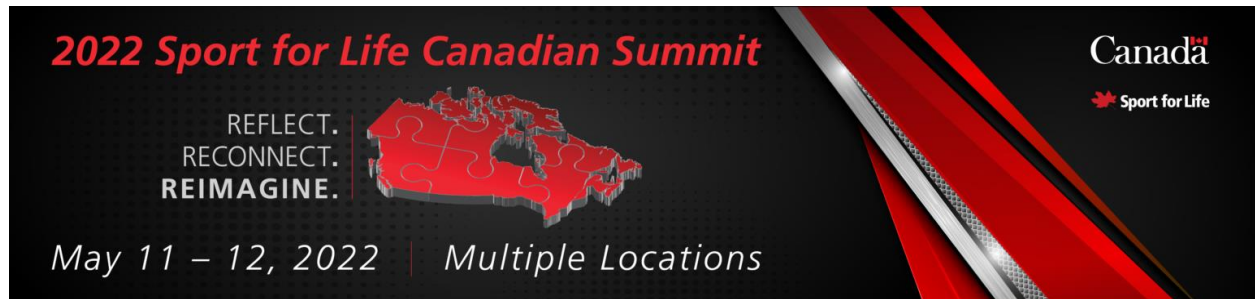 2022 Sport for Life Canadian Summit
REFLECT.
RECONNECT.
REIMAGINE.
May 11 – 12, 2022
Multiple Locations
Canada
Sport for Life